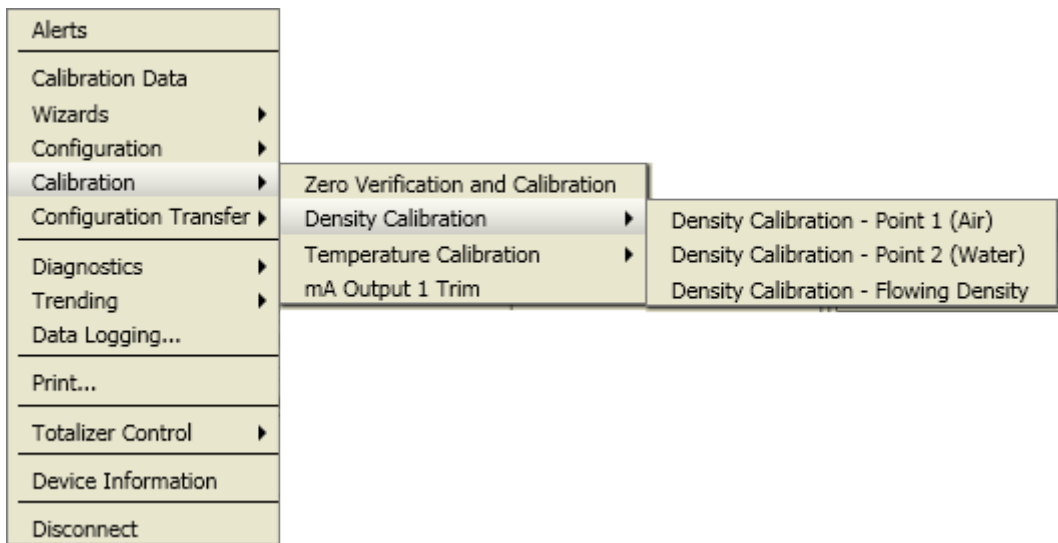 Alerts
Calibration Data
Wizards
Configuration
Calibration
Configuration Transfer
Diagnostics
Trending
Data Logging...
Print...
Totalizer Control
Device Information
Disconnect
Zero Verification and Calibration
Density Calibration
Temperature Calibration
mA Output 1 Trim
Density Calibration - Point 1 (Air)
Density Calibration - Point 2 (Water)
Density Calibration - Flowing Density